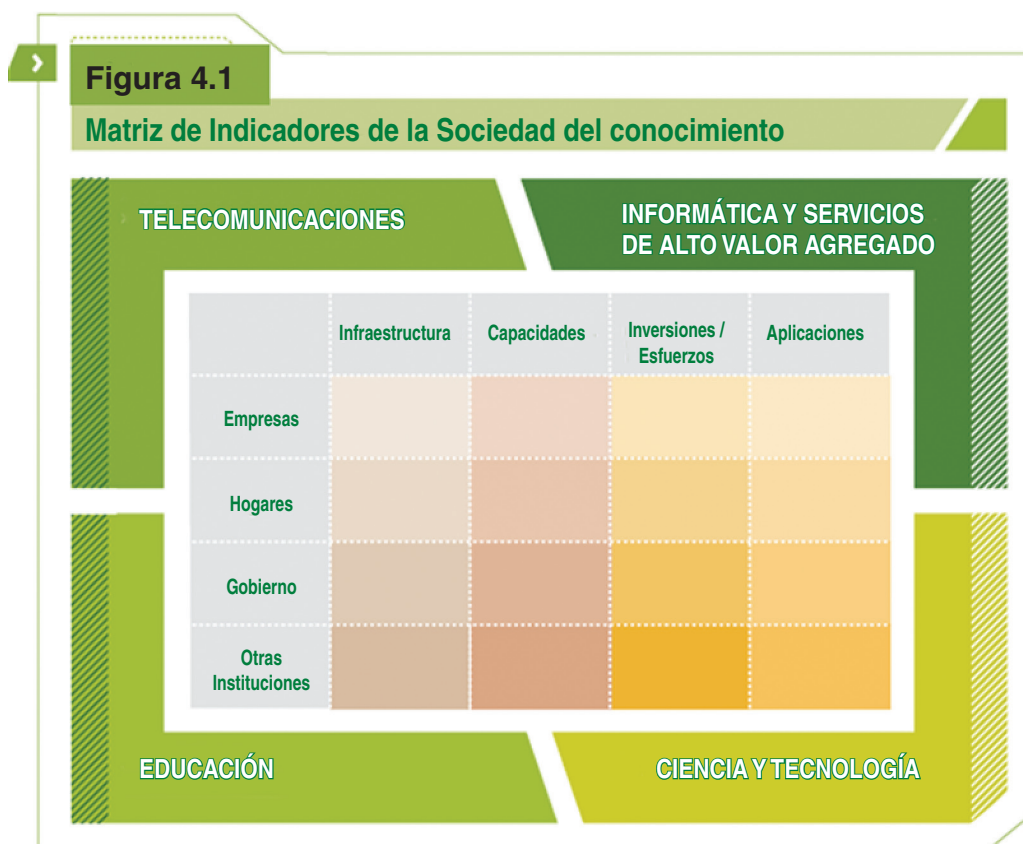 Figura 4.1
Matriz de Indicadores de la Sociedad del conocimiento
TELECOMUNICACIONES
INFORMÁTICA Y SERVICIOS
DE ALTO VALOR AGREGADO
Infraestructura
Capacidades
Inversiones /
Esfuerzos
Aplicaciones
Empresas
Hogares
Gobierno
Otras
Instituciones
EDUCACIÓN
CIENCIA Y TECNOLOGÍA